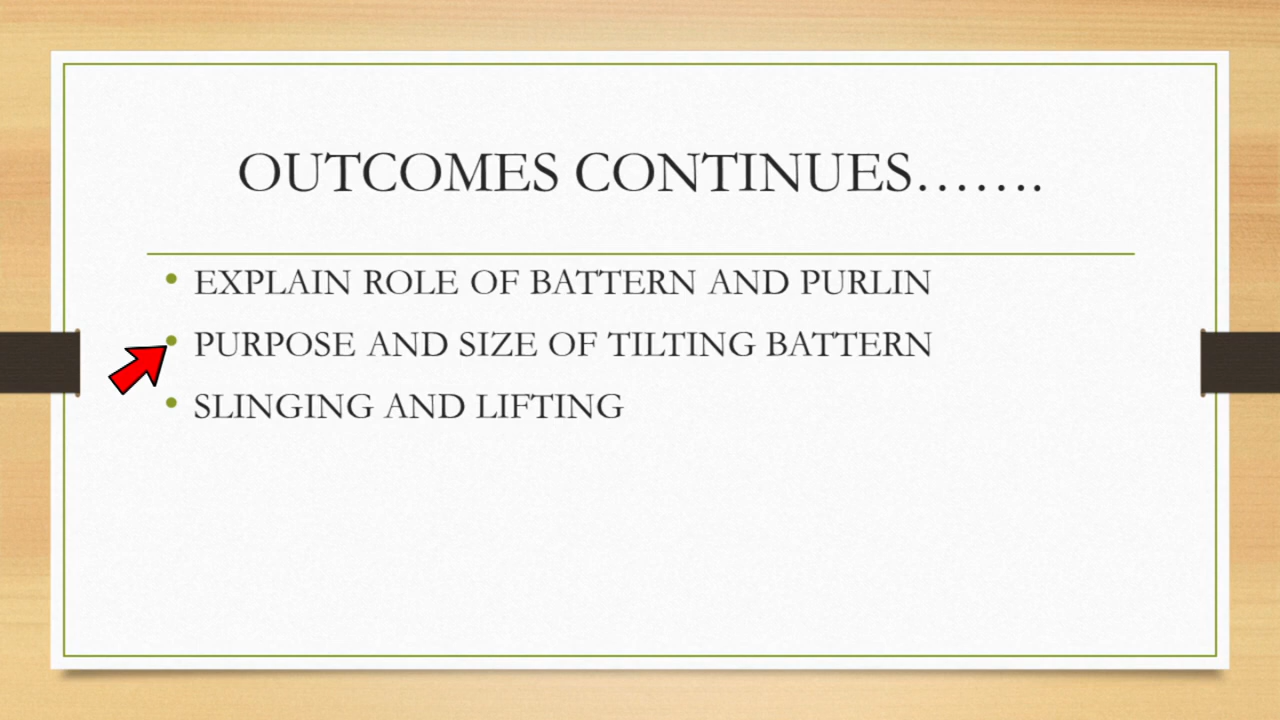 OUTCOMES CONTINUES…….
• EXPLAIN ROLE OF BATTERN AND PURLIN
• PURPOSE AND SIZE OF TILTING BATTERN
• SLINGING AND LIFTING